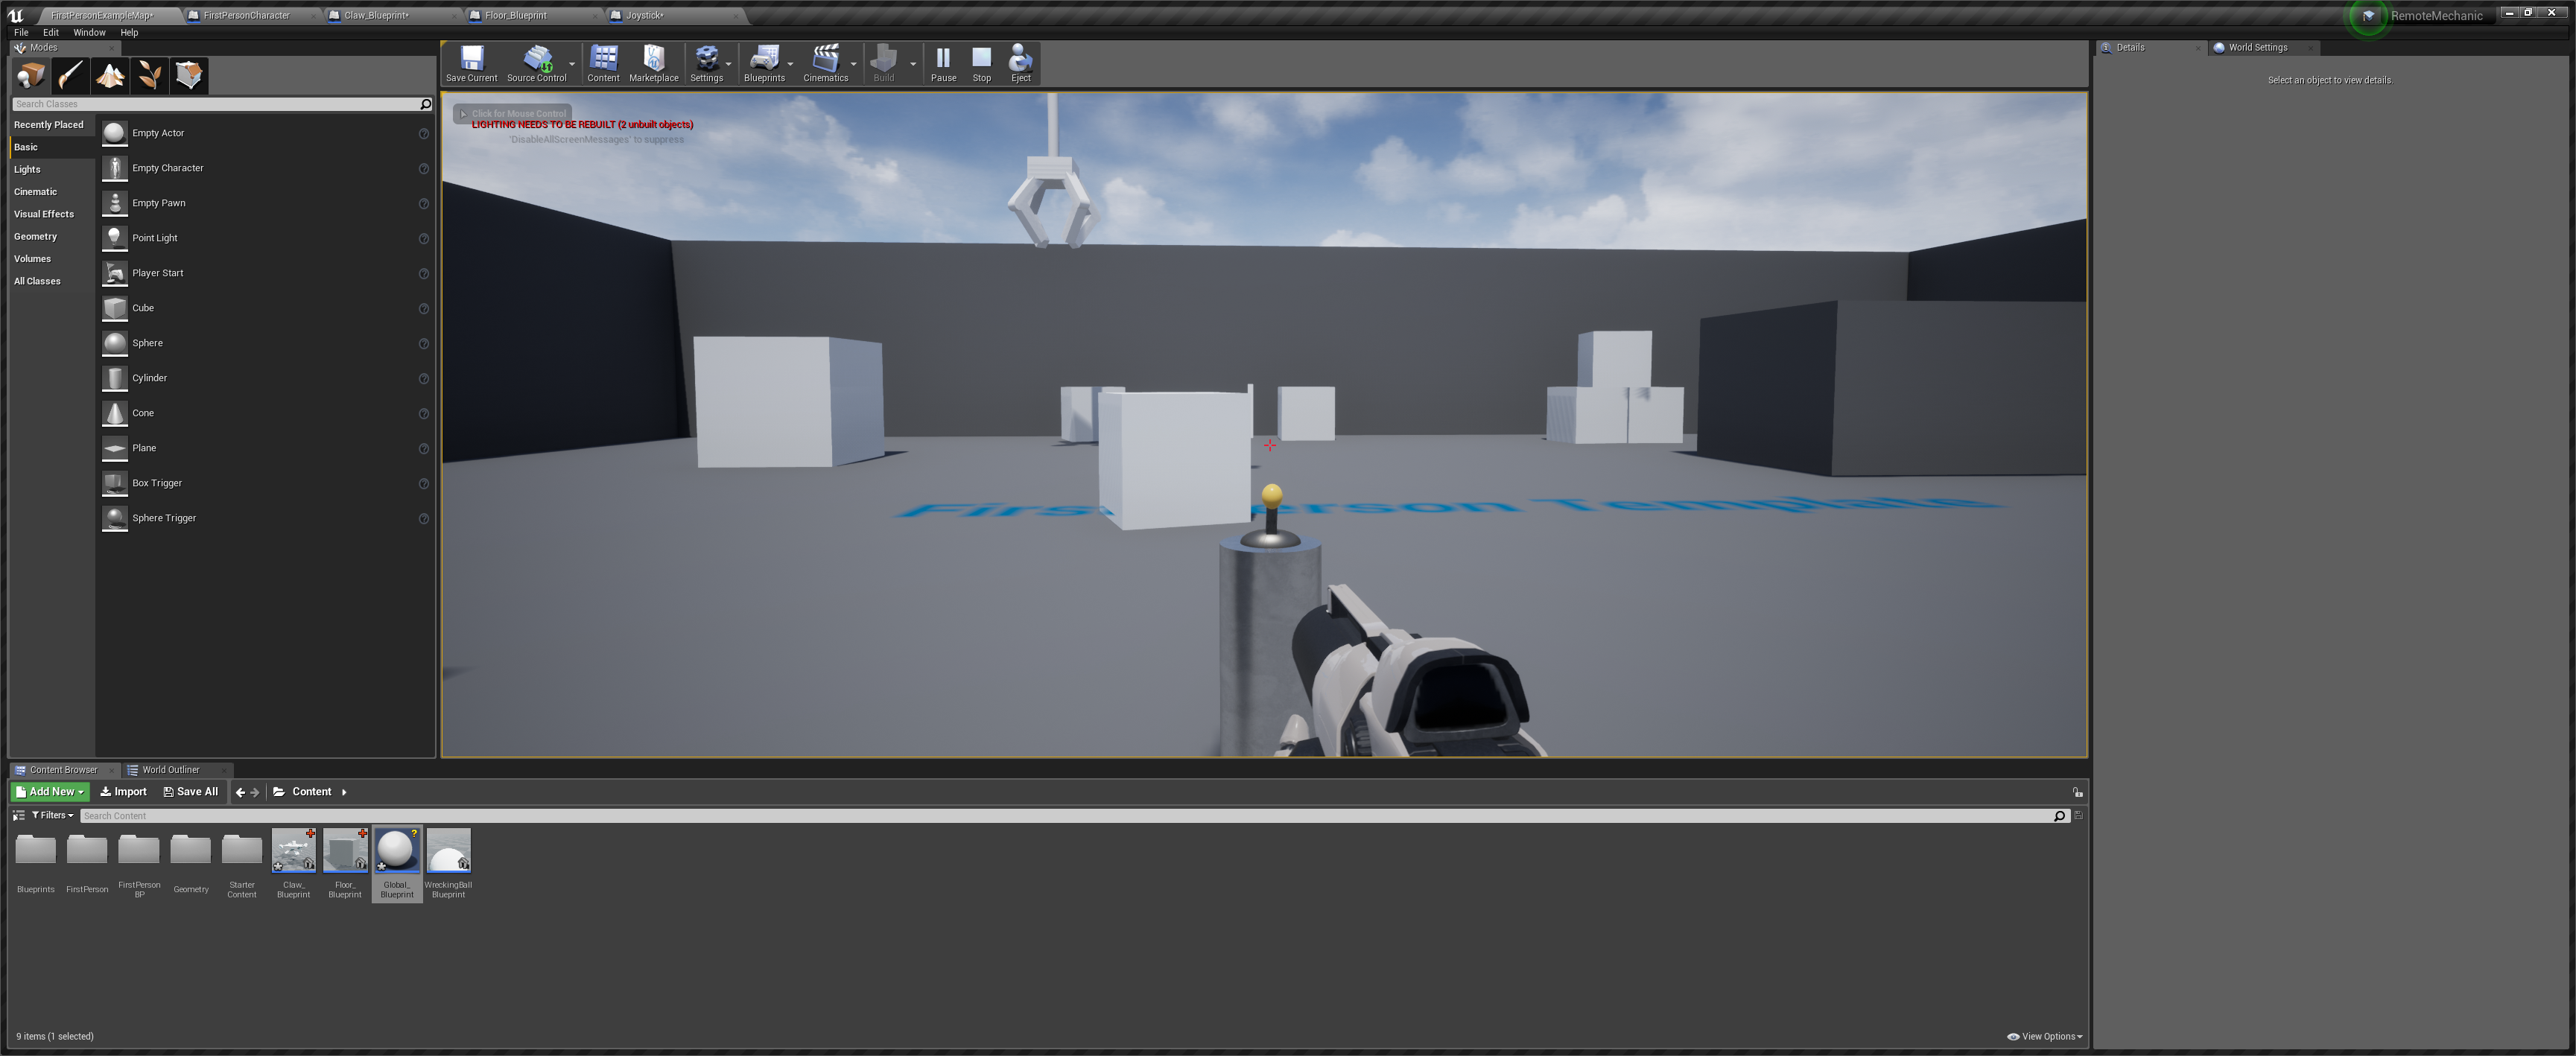 FirstPersonExampleMap*
FirstPersonCharacter
Claw_Blueprint*
Floor_Blueprint
Joystick*
RemoteMechanic
File Edit Window Help
Modes
Save Current
Source Control
Content
Marketplace
Settings
Blueprints
Cinematics
Build
Pause
Stop
Eject
Details
World Settings
Select an object to view details.
Search Classes
Recently Placed
Basic
Lights
Cinematic
Visual Effects
Geometry
Volumes
All Classes
Empty Actor
Empty Character
Empty Pawn
Point Light
Player Start
Cube
Sphere
Cylinder
Cone
Plane
Box Trigger
Sphere Trigger
Click for Mouse Control
LIGHTING NEEDS TO BE REBUILT (2 unbuilt objects)
'DisableAllScreenMessages' to suppress
First Person Template
Content Browser
World Outliner
Add New
Import
Save All
Content
Filters
Search Content
Blueprints
FirstPerson
FirstPerson
BP
Geometry
Starter
Content
Claw_
Blueprint
Floor_
Blueprint
Global_
Blueprint
WreckingBall
Blueprint
9 items (1 selected)
View Options